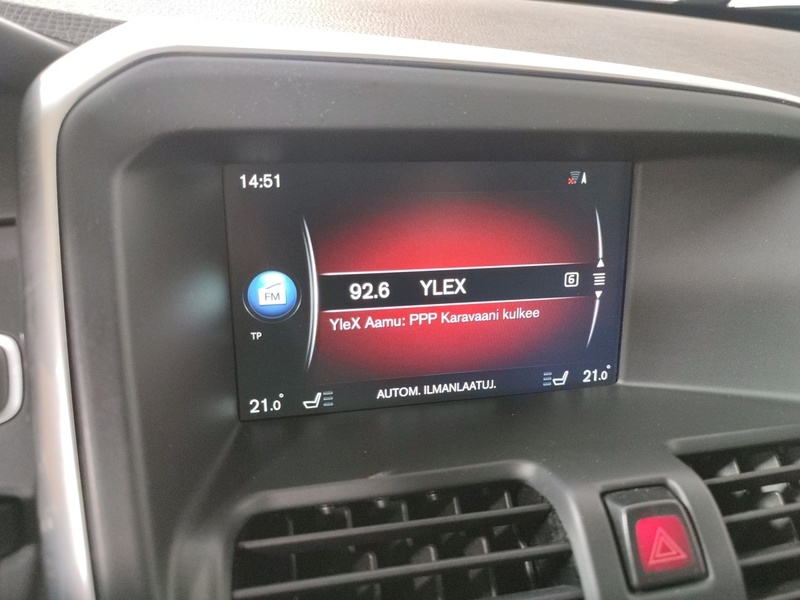 14:51
A
92.6 YLEX 6
FM
YleX Aamu: PPP Karavaani kulkee
TP
AUTOM. ILMANLAATUJ.
21.0° 21.0°